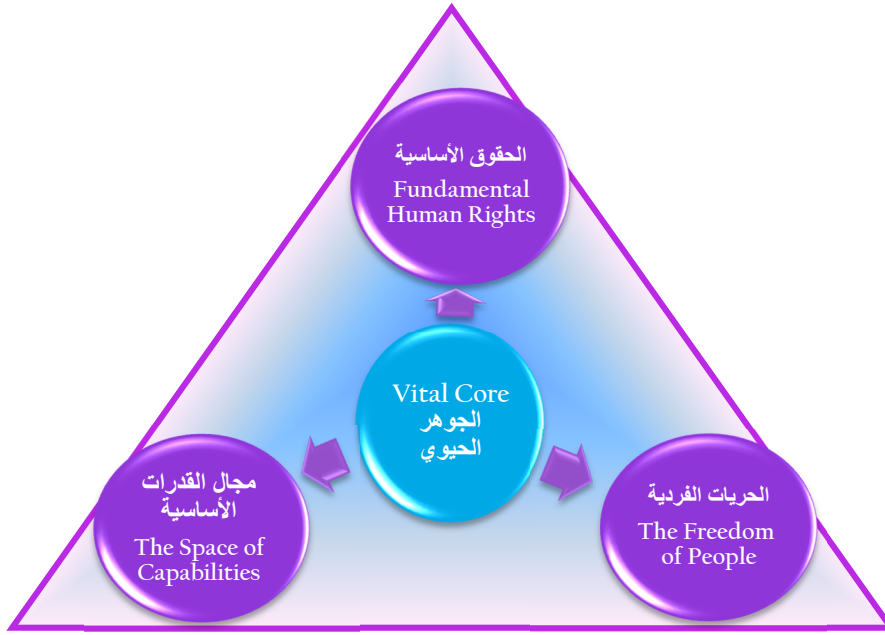 الحقوق الأساسية
Fundamental
Human Rights
Vital Core
الجوهر
الحيوي
مجال القدرات
الأساسية
The Space of
Capabilities
الحريات الفردية
The Freedom
of People